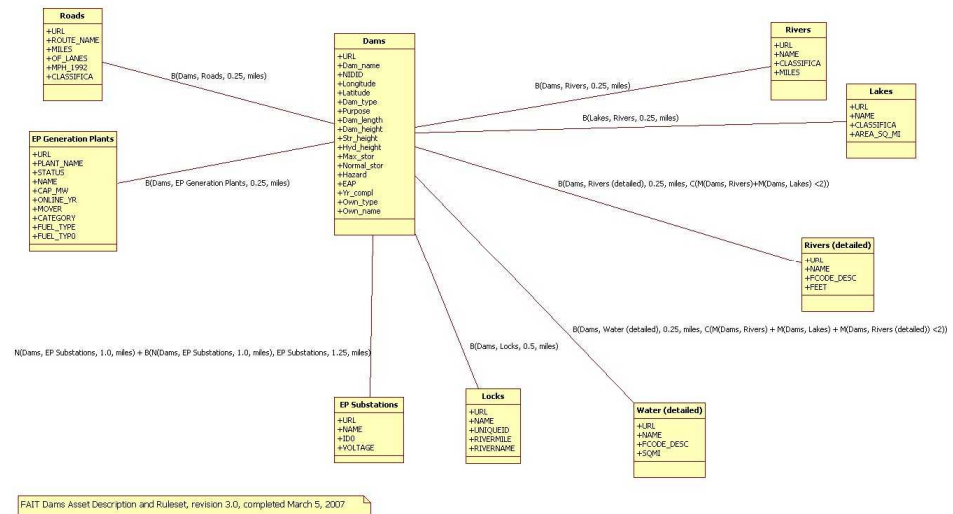 Roads
+URL
+ROUTE_NAME
+MILES
+OF_LANES
+MPH_1992
+CLASSIFICA
B(Dams, Roads, 0.25, miles)
EP Generation Plants
+URL
+PLANT_NAME
+STATUS
+NAME
+CAP_MW
+ONLINE_YR
+MOVER
+CATEGORY
+FUEL_TYPE
+FUEL_TYP0
B(Dams, EP Generation Plants, 0.25, miles)
Dams
+URL
+Dam_name
+NIDID
+Longitude
+Latitude
+Dam_type
+Purpose
+Dam_length
+Dam_height
+Str_height
+Hyd_height
+Max_stor
+Normal_stor
+Hazard
+EAP
+Yr_compl
+Own_type
+Own_name
Rivers
+URL
+NAME
+CLASSIFICA
+MILES
B(Dams, Rivers, 0.25, miles)
Lakes
+URL
+NAME
+CLASSIFICA
+AREA_SQ_MI
B(Lakes, Rivers, 0.25, miles)
B(Dams, Rivers (detailed), 0.25, miles, C(M(Dams, Rivers)+M(Dams, Lakes) <2))
Rivers (detailed)
+URL
+NAME
+FCODE_DESC
+FEET
B(Dams, Water (detailed), 0.25, miles, C(M(Dams, Rivers) + M(Dams, Lakes) + M(Dams, Rivers (detailed)) <2))
N(Dams, EP Substations, 1.0, miles) + B(N(Dams, EP Substations, 1.0, miles), EP Substations, 1.25, miles)
B(Dams, Locks, 0.5, miles)
EP Substations
+URL
+NAME
+ID0
+VOLTAGE
Locks
+URL
+NAME
+UNIQUEID
+RIVERMILE
+RIVERNAME
Water (detailed)
+URL
+NAME
+FCODE_DESC
+SQMI
FAIT Dams Asset Description and Ruleset, revision 3.0, completed March 5, 2007